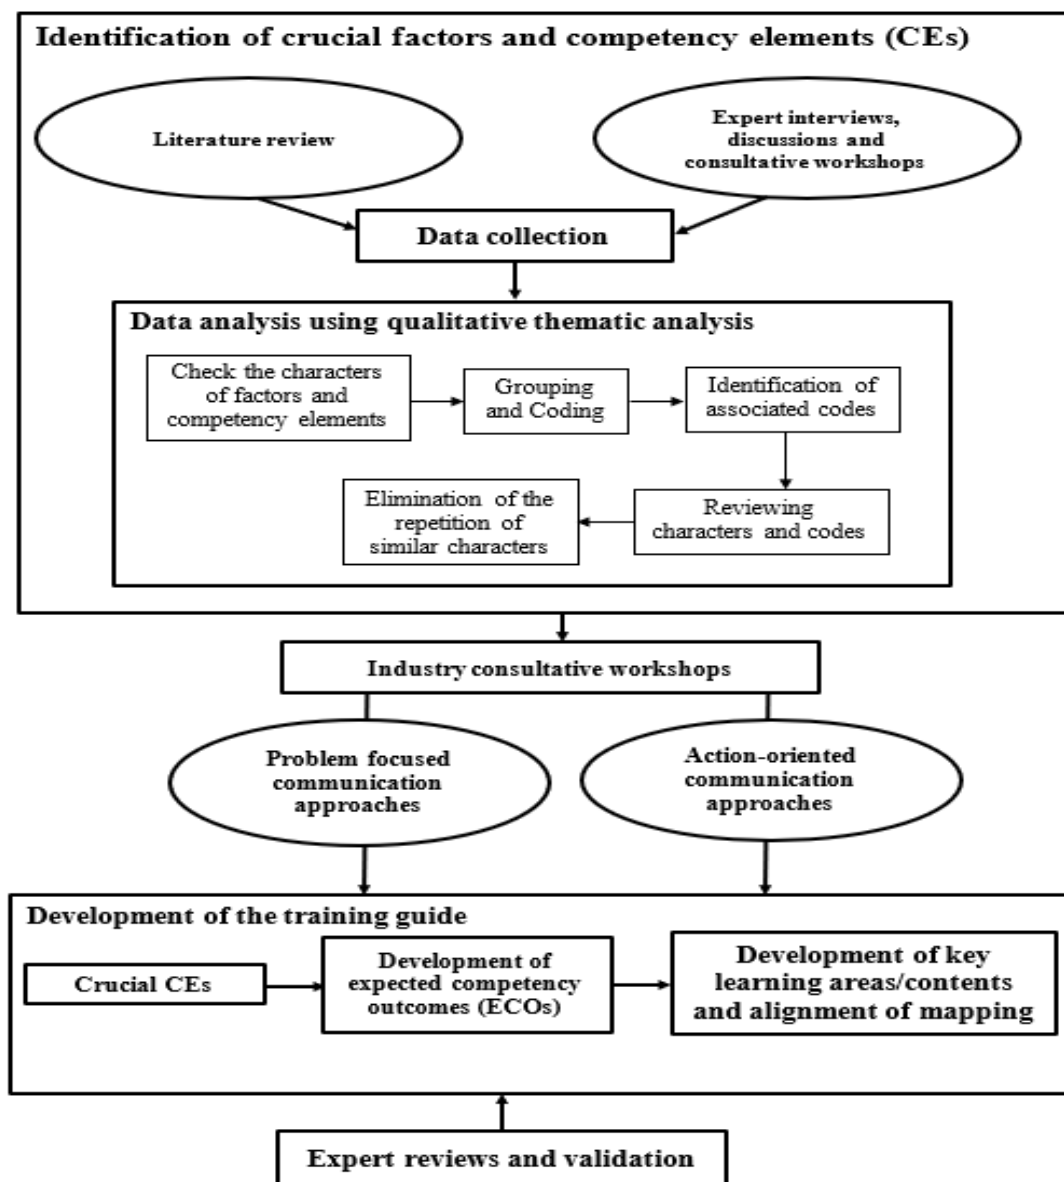 Identification of crucial factors and competency elements (CEs)
Literature review
Expert interviews,
discussions and
consultative workshops
Data collection
Data analysis using qualitative thematic analysis
Check the characters
of factors and
competency elements
Grouping
and Coding
Identification of
associated codes
Elimination of the
repetition of
similar characters
Reviewing
characters and codes
Industry consultative workshops
Problem focused
communication
approaches
Action-oriented
communication
approaches
Development of the training guide
Crucial CEs
Development of
expected competency
outcomes (ECOs)
Development of key
learning areas/contents
and alignment of mapping
Expert reviews and validation